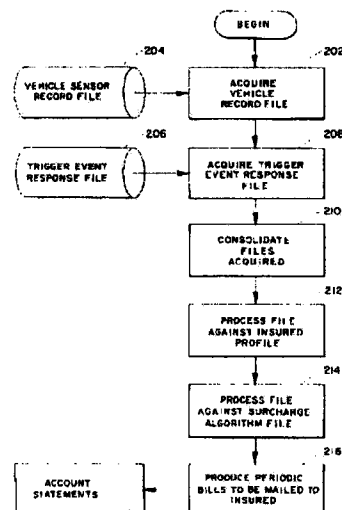 BEGIN
204
202
VEHICLE SENSOR
RECORD FILE
ACQUIRE
VEHICLE
RECORD FILE
206
208
TRIGGER EVENT
RESPONSE FILE
ACQUIRE TRIGGER
EVENT RESPONSE
FILE
210
CONSOLIDATE
FILES
ACQUIRED
212
PROCESS FILE
AGAINST INSURED
PROFILE
214
PROCESS FILE
AGAINST SURCHARGE
ALGORITHM FILE
216
ACCOUNT
STATEMENTS
PRODUCE PERIODIC
BILLS TO BE MAILED TO
INSURED